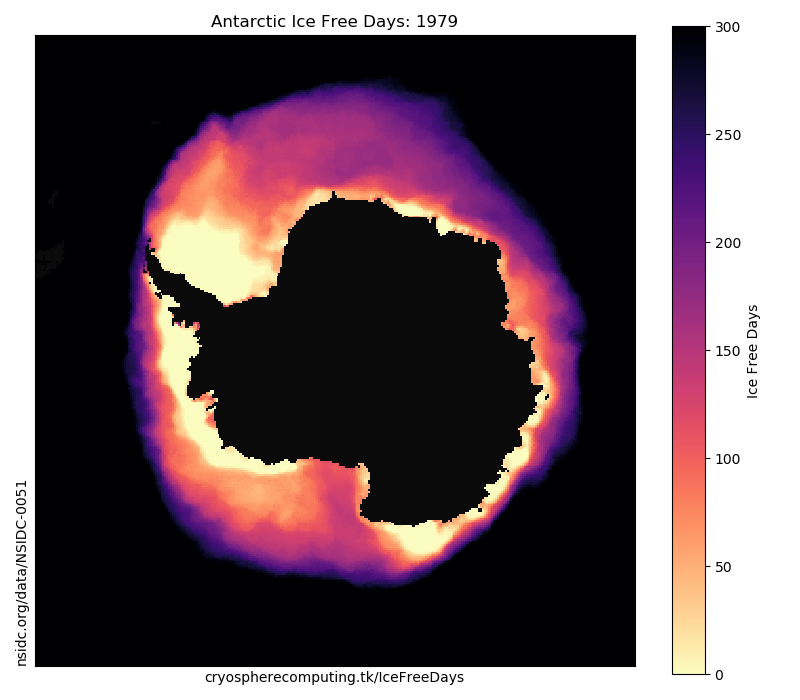 Antarctic Ice Free Days: 1979
300
250
200
150
100
50
0
Ice Free Days
nsidc.org/data/NSIDC-0051
cryospherecomputing.tk/IceFreeDays